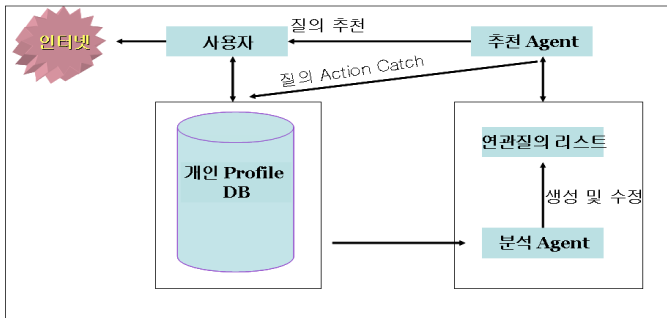 질의 추천
인터넷
사용자
추천 Agent
질의 Action Catch
연관질의 리스트
개인 Profile
DB
생성 및 수정
분석 Agent